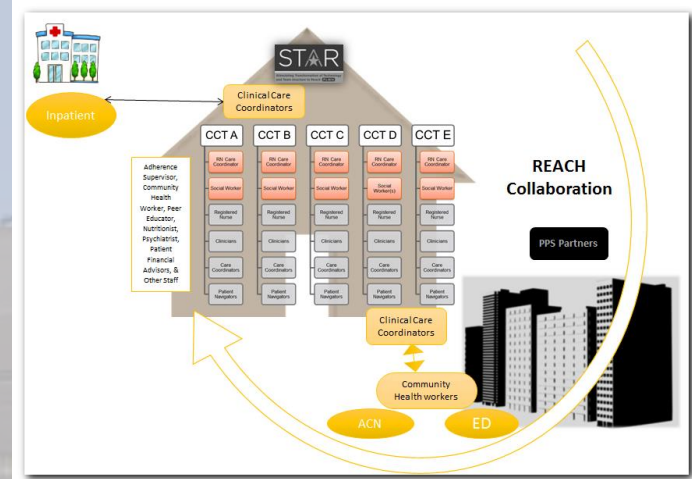 STAR
Inpatient
Clinical Care
Coordinators
CCT A
CCT B
CCT C
CCT D
CCT E
RN Care
Coordinator
RN Care
Coordinator
RN Care
Coordinator
RN Care
Coordinator
RN Care
Coordinator
Social Worker
Social Worker
Social Worker
Social
Worker(s)
Social Worker
Registered
Nurse
Registered
Nurse
Registered
Nurse
Registered
Nurse
Registered
Nurse
Clinicians
Clinicians
Clinicians
Clinicians
Clinicians
Care
Coordinators
Care
Coordinators
Care
Coordinators
Care
Coordinators
Care
Coordinators
Patient
Navigators
Patient
Navigators
Patient
Navigators
Patient
Navigators
Patient
Navigators
Adherence
Supervisor,
Community
Health
Worker, Peer
Educator,
Nutritionist,
Psychiatrist,
Patient
Financial
Advisors, &
Other Staff
REACH
Collaboration
PPS Partners
Clinical Care
Coordinators
Community
Health workers
ACN
ED